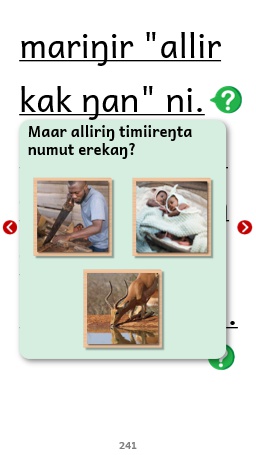 mariŋir "allir
kak ŋan" ni.
Maar alliriŋ timiireŋta
numut erekaŋ?
241